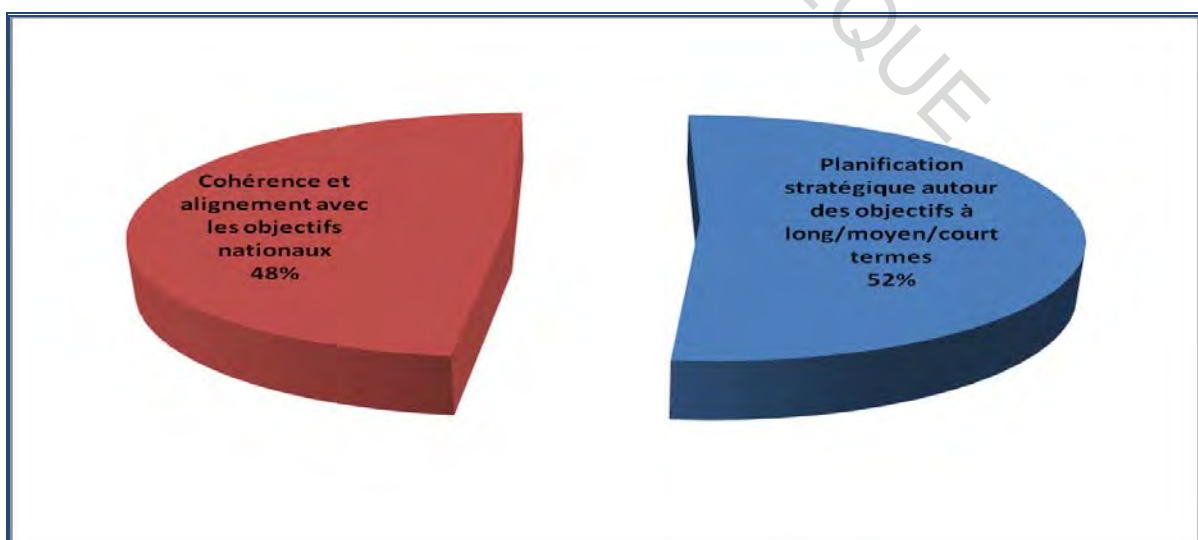 Cohérence et
alignement avec
les objectifs
nationaux
48%
Planification
stratégique autour
des objectifs à
long/moyen/court
termes
52%